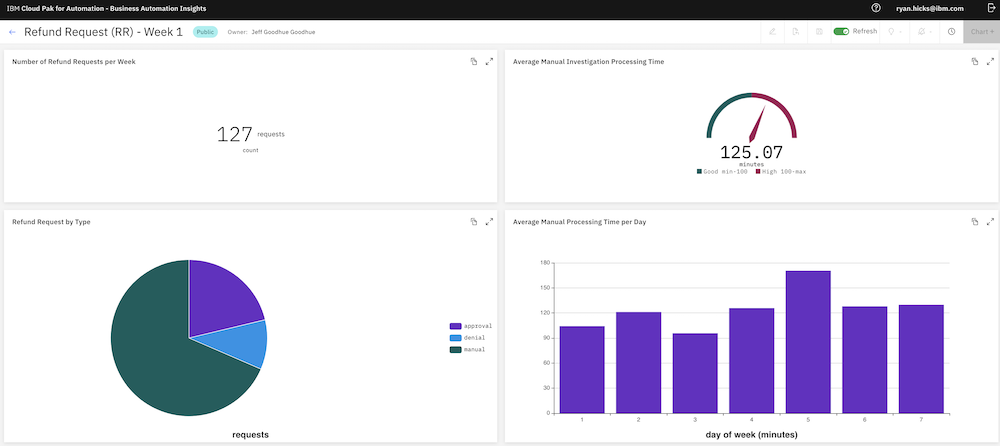 IBM Cloud Pak for Automation - Business Automation Insights
ryan.hicks@ibm.com
Refund Request (RR) - Week 1
Public
Owner: Jeff Goodhue Goodhue
Refresh
Chart +
Number of Refund Requests per Week
127 requests
count
Average Manual Investigation Processing Time
125.07
minutes
Good min-100
High 100-max
Refund Request by Type
approval
denial
manual
requests
Average Manual Processing Time per Day
180
150
120
90
60
30
0
1 2 3 4 5 6 7
day of week (minutes)